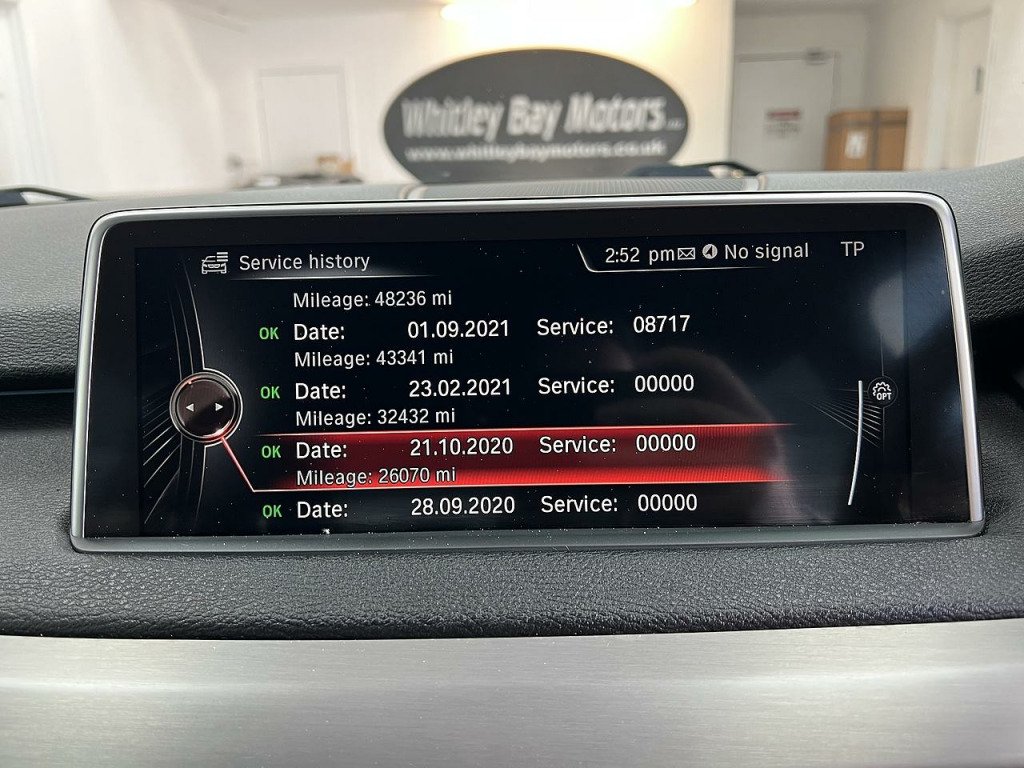 Whitley Bay Motors
www.whitleybaymotors.co.uk
Service history
2:52 pm No signal TP
Mileage: 48236 mi
OK Date: 01.09.2021 Service: 08717
Mileage: 43341 mi
OK Date: 23.02.2021 Service: 00000
Mileage: 32432 mi
OK Date: 21.10.2020 Service: 00000
Mileage: 26070 mi
OK Date: 28.09.2020 Service: 00000
OPT